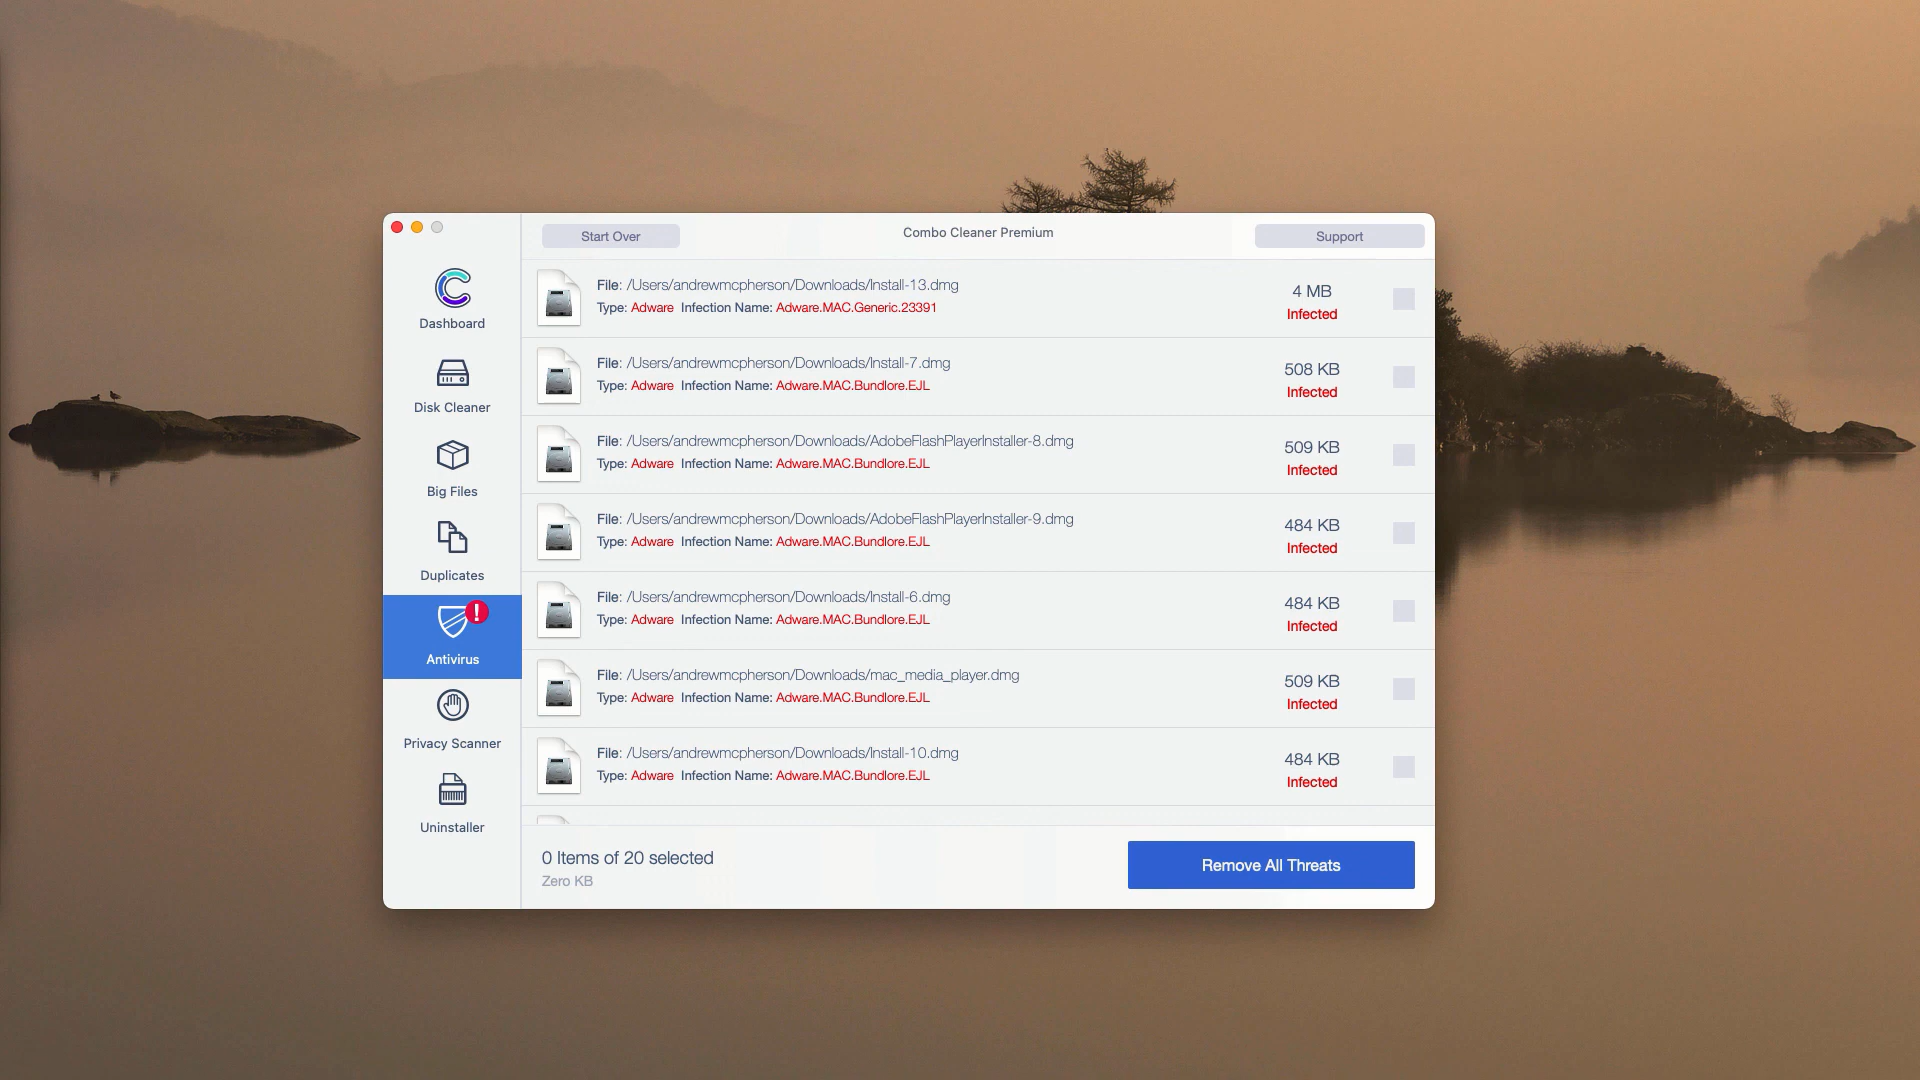 Start Over
Combo Cleaner Premium
Support
Dashboard
Disk Cleaner
Big Files
Duplicates
Antivirus
Privacy Scanner
Uninstaller
File: /Users/andrewmcpherson/Downloads/Install-13.dmg
Type: Adware Infection Name: Adware.MAC.Generic.23391
4 MB
Infected
File: /Users/andrewmcpherson/Downloads/Install-7.dmg
Type: Adware Infection Name: Adware.MAC.Bundlore.EJL
508 KB
Infected
File: /Users/andrewmcpherson/Downloads/AdobeFlashPlayerInstaller-8.dmg
Type: Adware Infection Name: Adware.MAC.Bundlore.EJL
509 KB
Infected
File: /Users/andrewmcpherson/Downloads/AdobeFlashPlayerInstaller-9.dmg
Type: Adware Infection Name: Adware.MAC.Bundlore.EJL
484 KB
Infected
File: /Users/andrewmcpherson/Downloads/Install-6.dmg
Type: Adware Infection Name: Adware.MAC.Bundlore.EJL
484 KB
Infected
File: /Users/andrewmcpherson/Downloads/mac_media_player.dmg
Type: Adware Infection Name: Adware.MAC.Bundlore.EJL
509 KB
Infected
File: /Users/andrewmcpherson/Downloads/Install-10.dmg
Type: Adware Infection Name: Adware.MAC.Bundlore.EJL
484 KB
Infected
0 Items of 20 selected
Zero KB
Remove All Threats